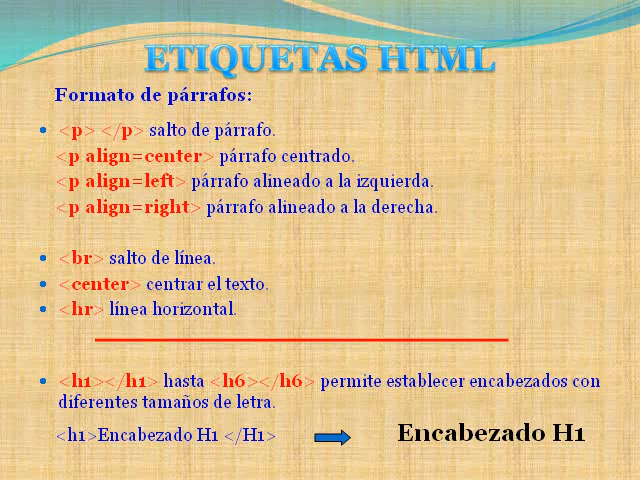 ETIQUETAS HTML
Formato de párrafos:
<p> </p> salto de párrafo.
<p align=center> párrafo centrado.
<p align=left> párrafo alineado a la izquierda.
<p align=right> párrafo alineado a la derecha.
<br> salto de línea.
<center> centrar el texto.
<hr> línea horizontal.
<h1></h1> hasta <h6></h6> permite establecer encabezados con
diferentes tamaños de letra.
<h1>Encabezado H1 </H1> Encabezado H1